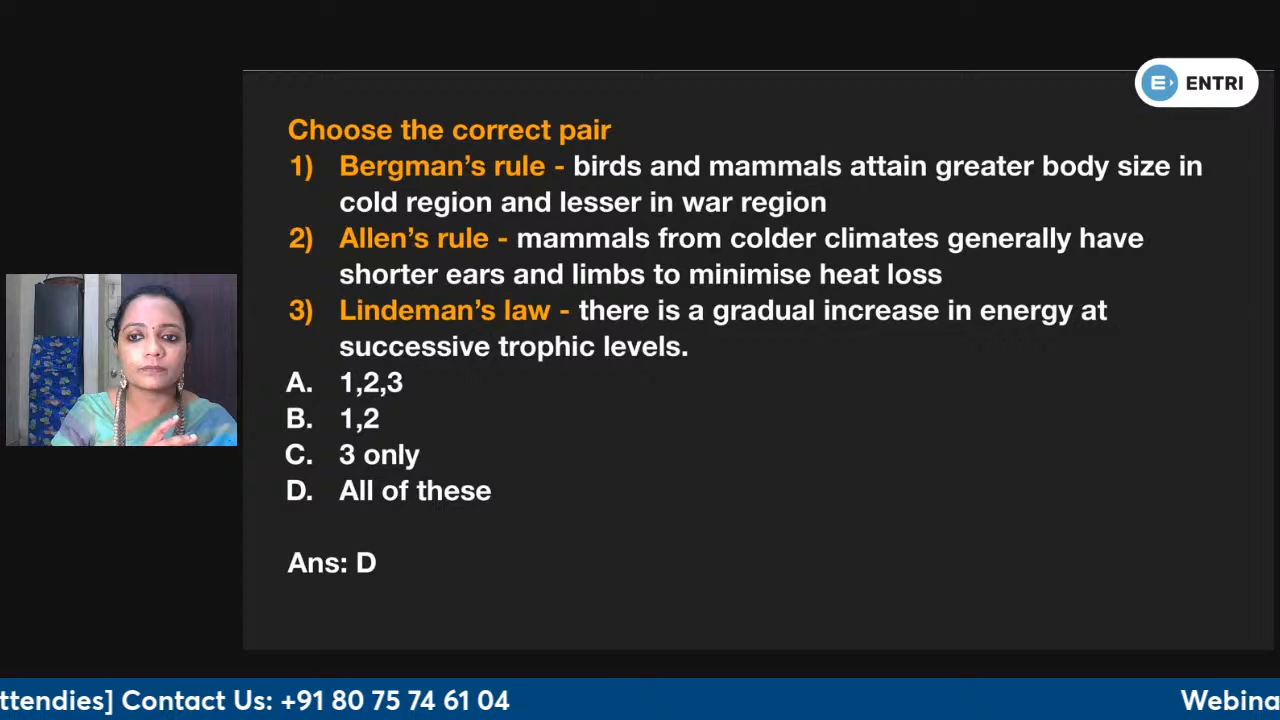 ENTRI
Choose the correct pair
1) Bergman's rule - birds and mammals attain greater body size in
cold region and lesser in war region
2) Allen's rule - mammals from colder climates generally have
shorter ears and limbs to minimise heat loss
3) Lindeman's law - there is a gradual increase in energy at
successive trophic levels.
A. 1,2,3
B. 1,2
C. 3 only
D. All of these
Ans: D
ttendies] Contact Us: +91 80 75 74 61 04
Webina